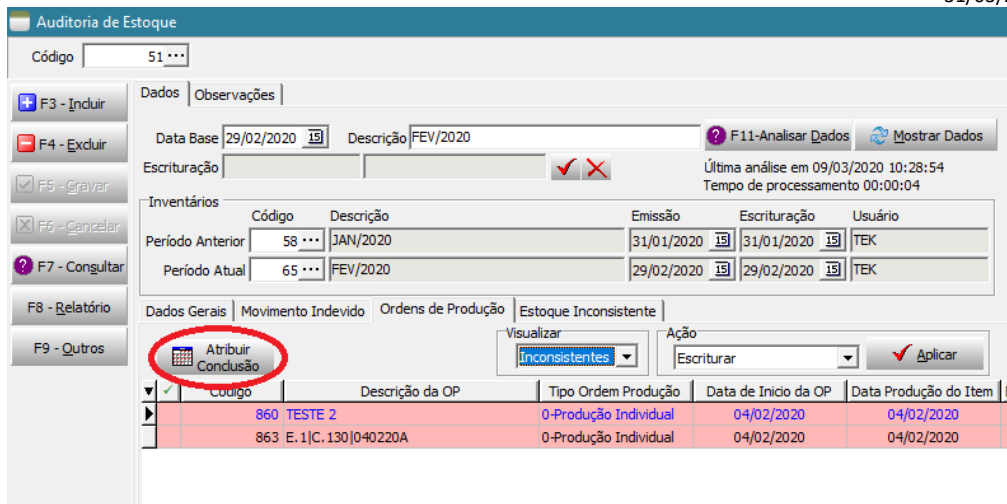 Auditoria de Estoque
Código 51 ...
F3 - Incluir
F4 - Excluir
F5 - Gravar
F6 - Cancelar
F7 - Consultar
F8 - Relatório
F9 - Outros
Dados Observações
Data Base 29/02/2020 15 Descrição FEV/2020 F11-Analisar Dados Mostrar Dados
Escrituração Última análise em 09/03/2020 10:28:54
Tempo de processamento 00:00:04
Inventários
Código Descrição Emissão Escrituração Usuário
Período Anterior 58 ... JAN/2020 31/01/2020 15 31/01/2020 15 TEK
Período Atual 65 ... FEV/2020 29/02/2020 15 29/02/2020 15 TEK
Dados Gerais Movimento Indevido Ordens de Produção Estoque Inconsistente
Atribuir
Conclusão
Visualizar
Inconsistentes
Ação
Escriturar Aplicar
Código Descrição da OP Tipo Ordem Produção Data de Inicio da OP Data Produção do Item
860 TESTE 2 0-Produção Individual 04/02/2020 04/02/2020
863 E.1|C.130|040220A 0-Produção Individual 04/02/2020 04/02/2020